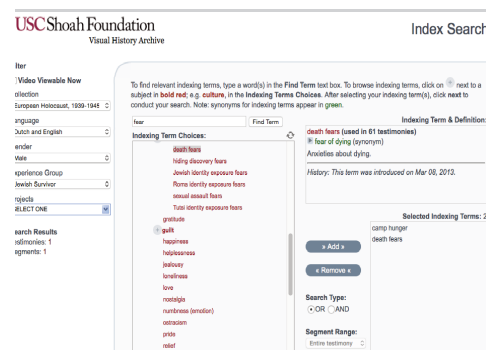 USC Shoah Foundation
Visual History Archive
Index Search
lter
Video Viewable Now
ollection
European Holocaust, 1939-1945
anguage
Dutch and English
ender
Male
xperience Group
Jewish Survivor
rojects
SELECT ONE
earch Results
estimonies: 1
egments: 1
To find relevant indexing terms, type a word(s) in the Find Term text box. To browse indexing terms, click on + next to a
subject in bold red; e.g. culture, in the Indexing Terms Choices. After selecting your indexing term(s), click next to
conduct your search. Note: synonyms for indexing terms appear in green.
fear
Find Term
Indexing Term Choices:
death fears
hiding discovery fears
Jewish identity exposure fears
Roma identity exposure fears
sexual assault fears
Tutsi identity exposure fears
gratitude
guilt
happiness
helplessness
jealousy
loneliness
love
nostalgia
numbness (emotion)
ostracism
pride
relief
Indexing Term & Definition:
death fears (used in 61 testimonies)
fear of dying (synonym)
Anxieties about dying.
History: This term was introduced on Mar 08, 2013.
Selected Indexing Terms: 2
camp hunger
death fears
» Add »
« Remove «
Search Type:
OR AND
Segment Range:
Entire testimony